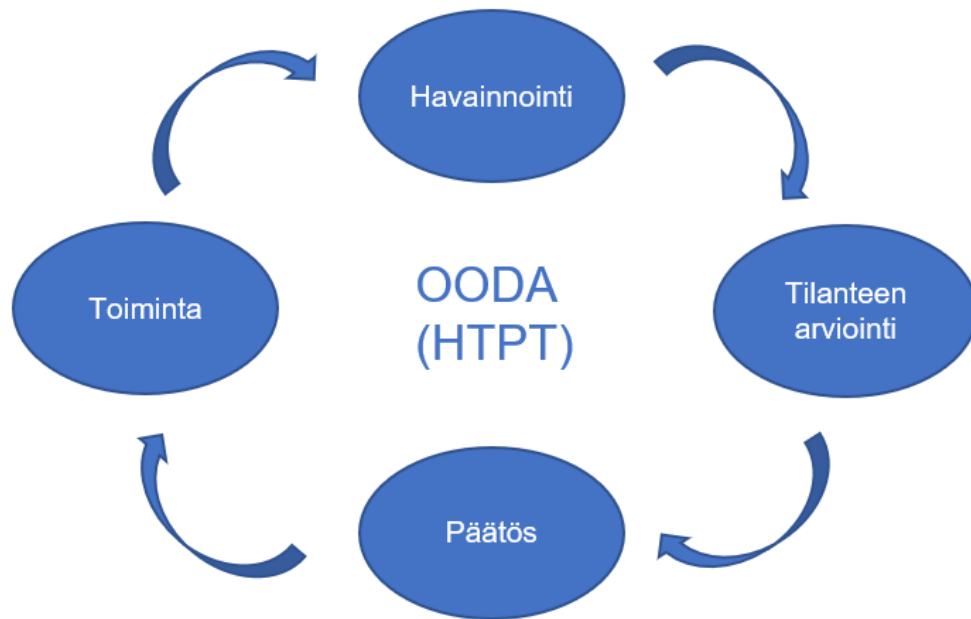 Havainnointi
Tilanteen
arviointi
Päätös
Toiminta
OODA
(HTPT)